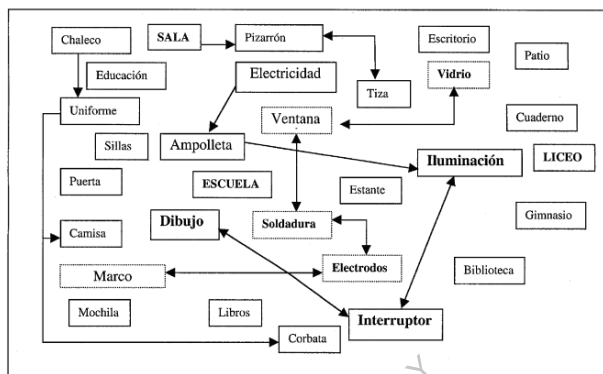 Chaleco
SALA
Pizarrón
Escritorio
Patio
Educación
Electricidad
Vidrio
Tiza
Uniforme
Ventana
Cuaderno
Sillas
Ampolleta
Iluminación
LICEO
Puerta
ESCUELA
Estante
Camisa
Dibujo
Soldadura
Gimnasio
Marco
Electrodos
Biblioteca
Mochila
Libros
Interruptor
Corbata